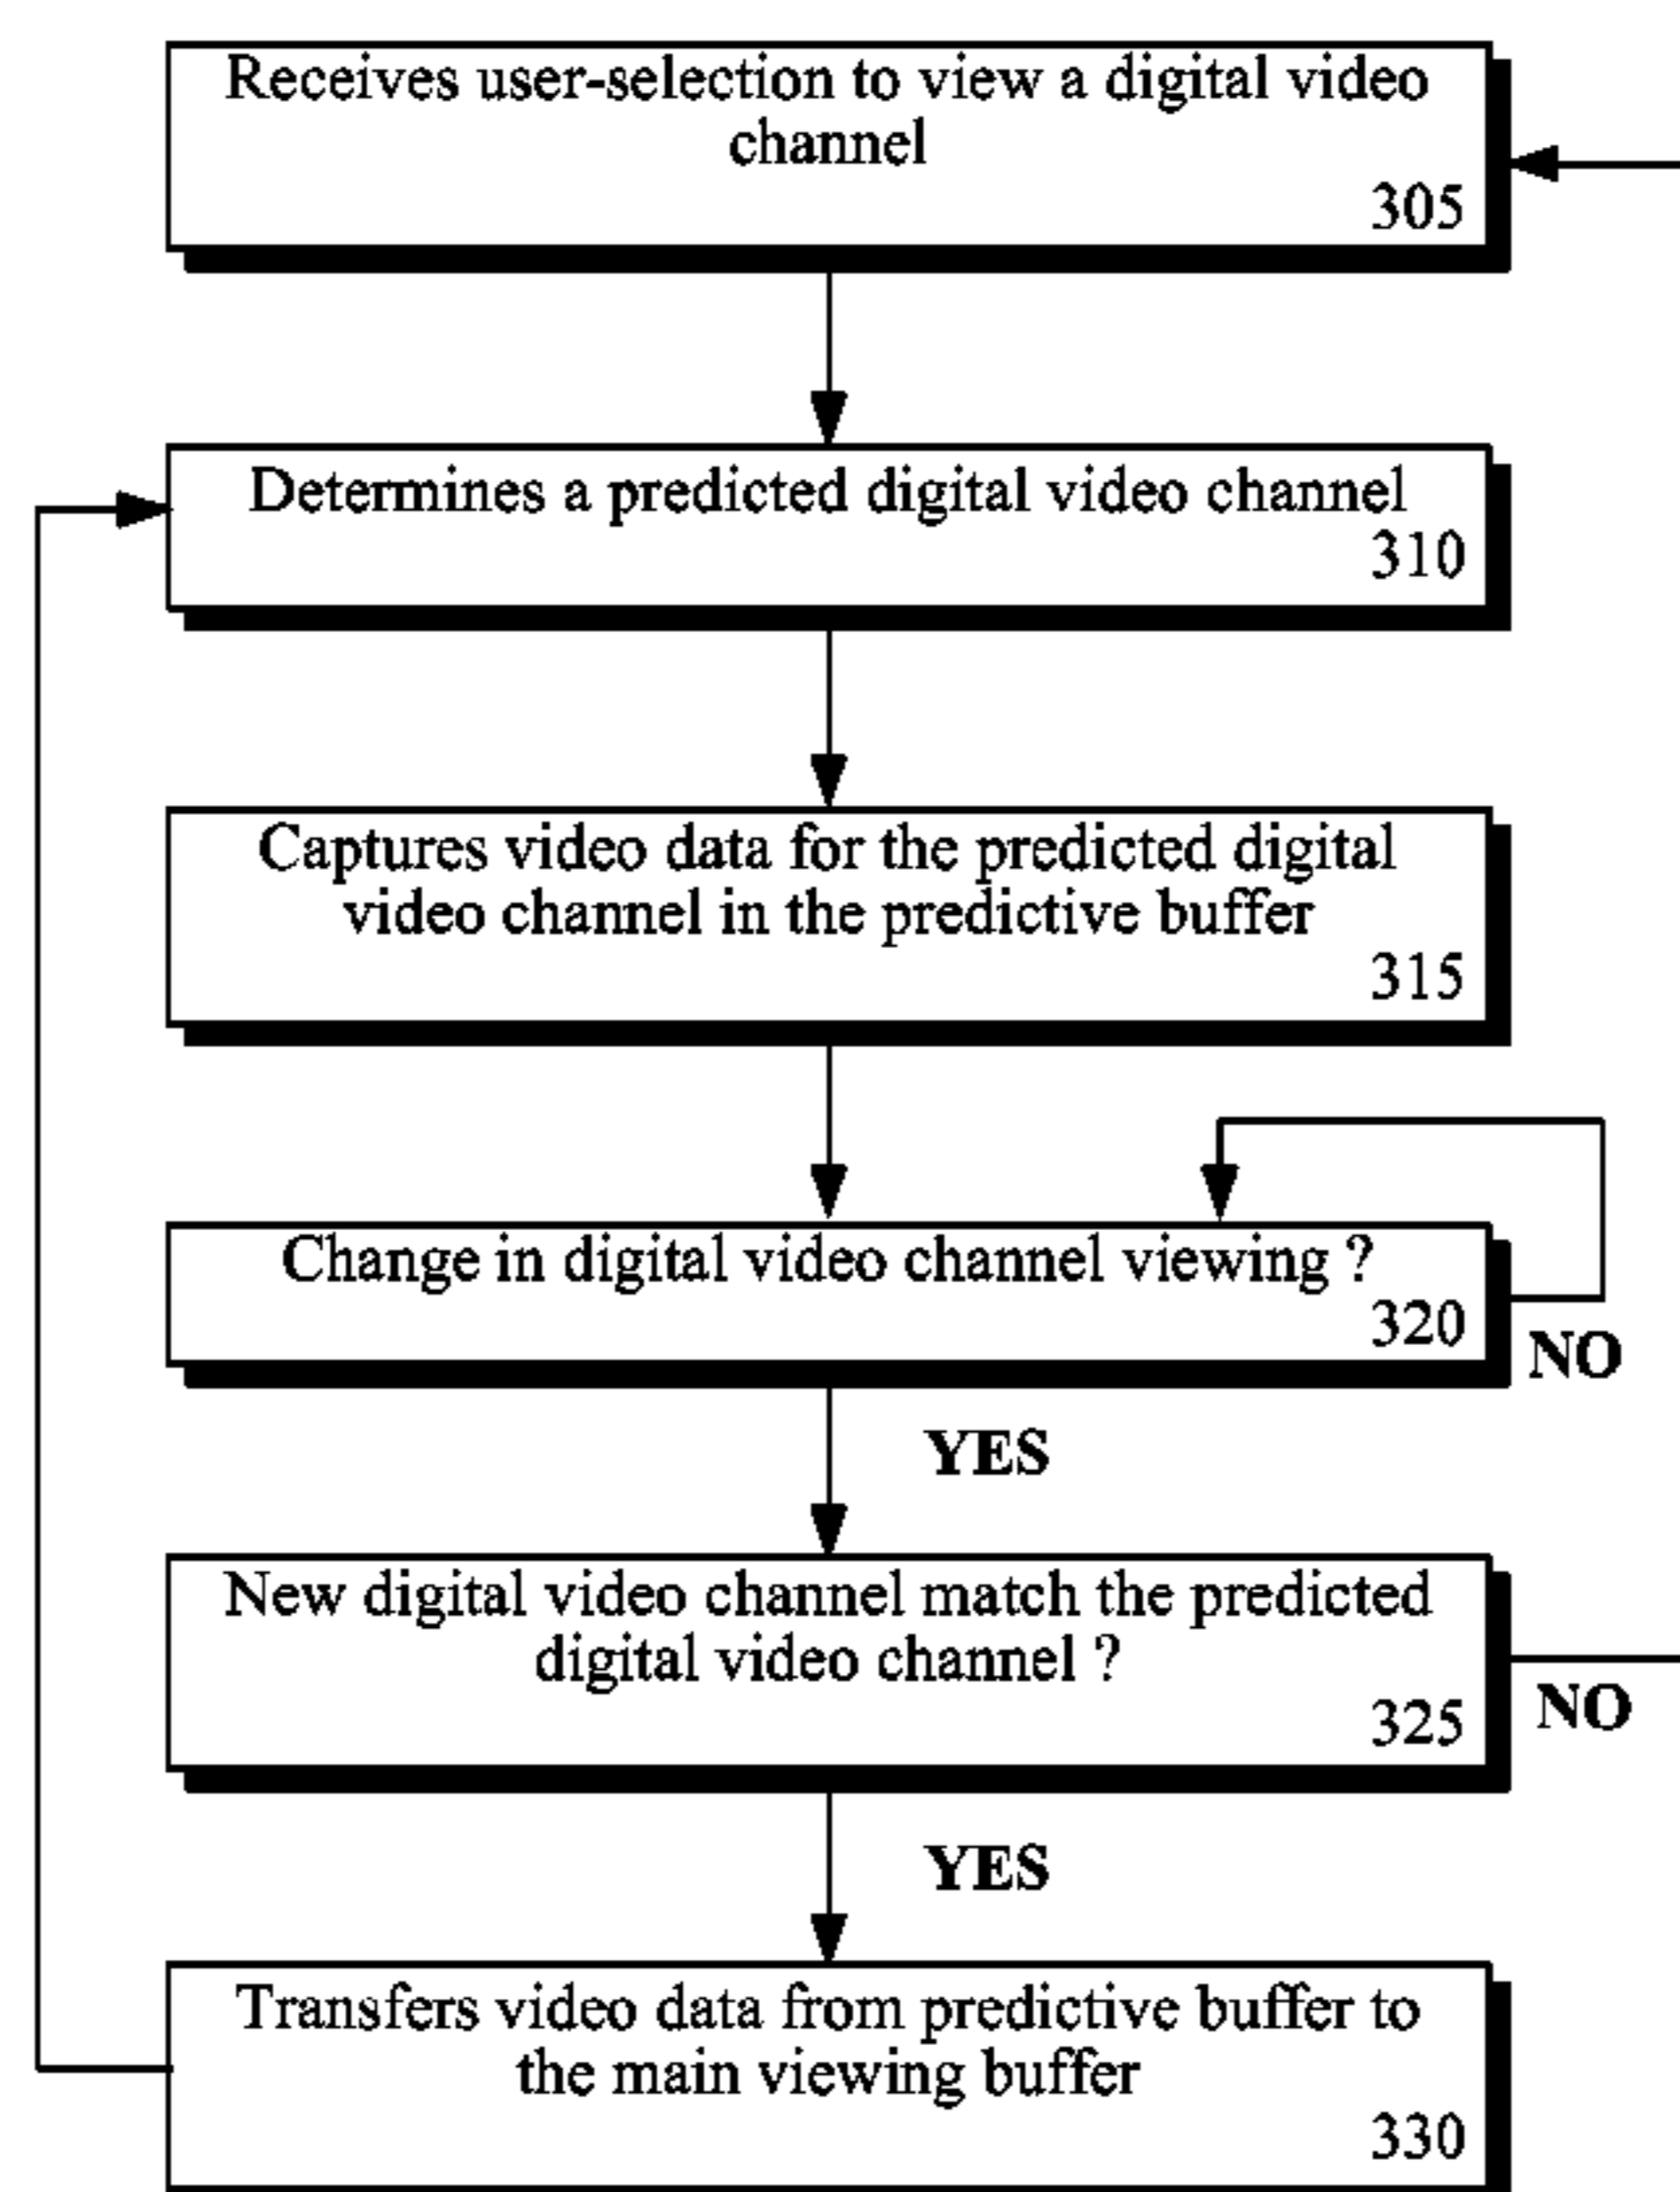 Receives user-selection to view a digital video
channel
305
Determines a predicted digital video channel
310
Captures video data for the predicted digital
video channel in the predictive buffer
315
Change in digital video channel viewing ?
320
NO
YES
New digital video channel match the predicted
digital video channel ?
325
NO
YES
Transfers video data from predictive buffer to
the main viewing buffer
330